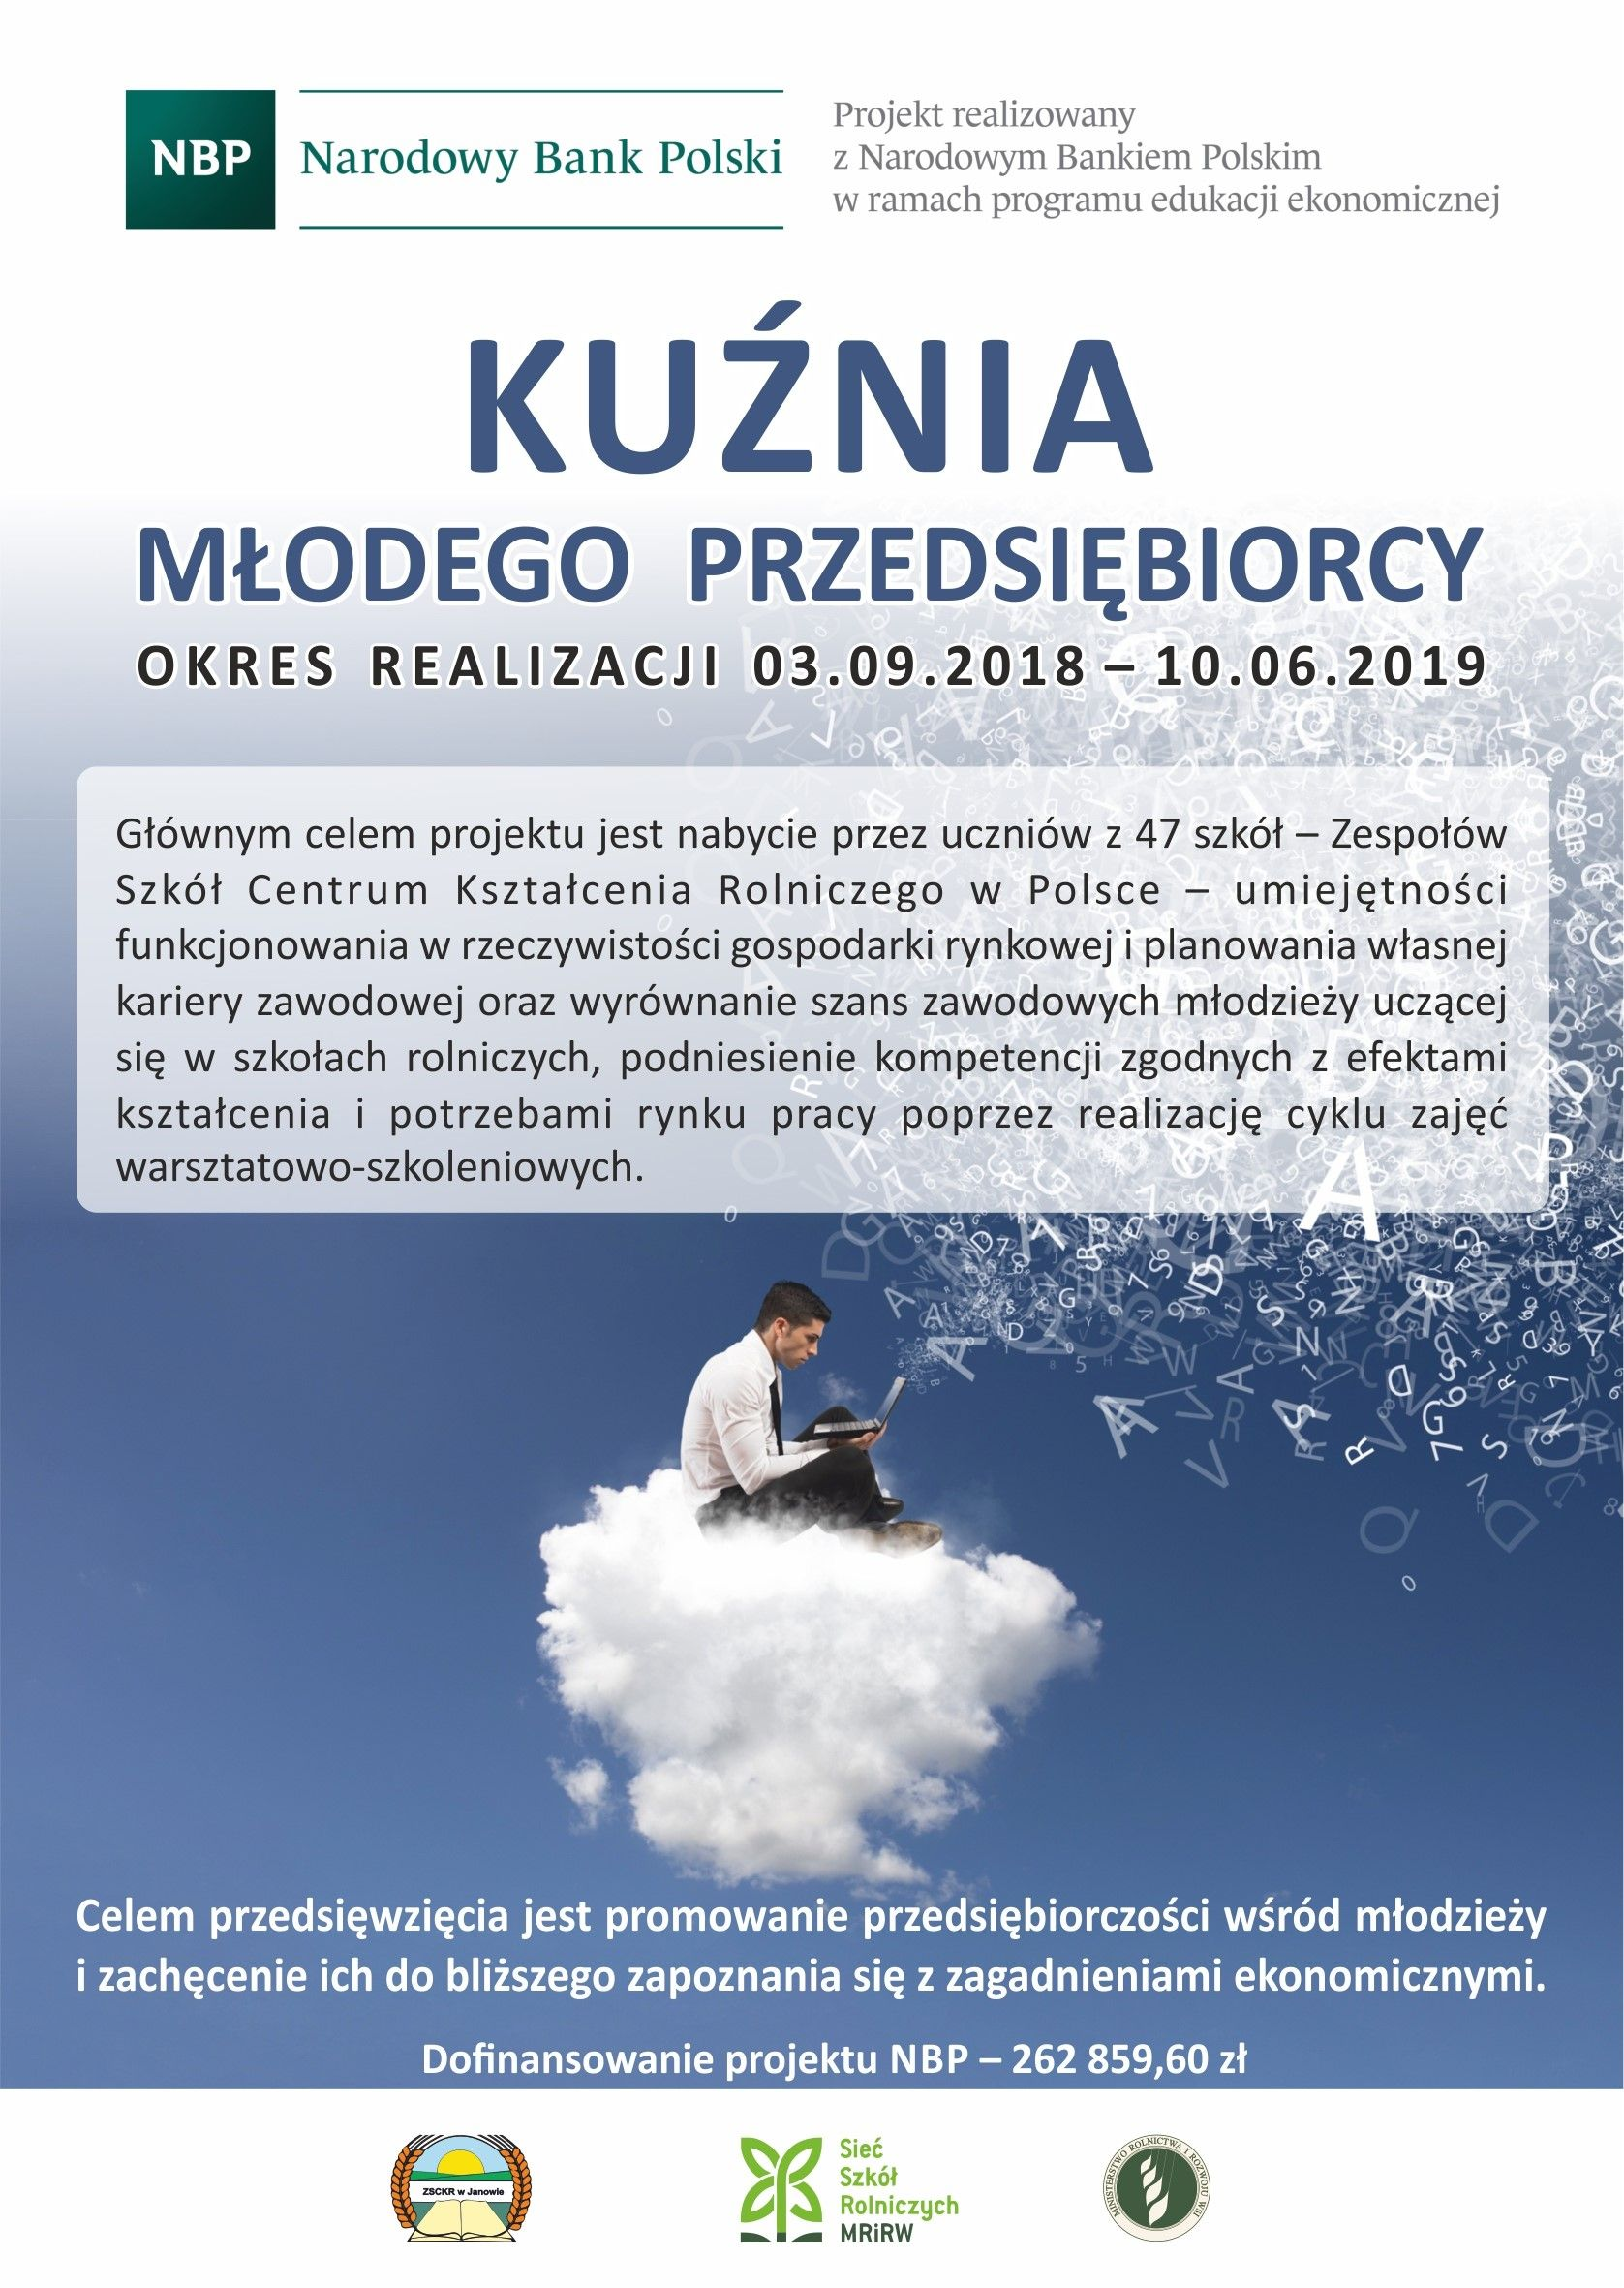 NBP
Narodowy Bank Polski
Projekt realizowany
z Narodowym Bankiem Polskim
w ramach programu edukacji ekonomicznej
KUŹNIA
MŁODEGO PRZEDSIĘBIORCY
OKRES REALIZACJI 03.09.2018 – 10.06.2019
Głównym celem projektu jest nabycie przez uczniów z 47 szkół – Zespołów
Szkół Centrum Kształcenia Rolniczego w Polsce – umiejętności
funkcjonowania w rzeczywistości gospodarki rynkowej i planowania własnej
kariery zawodowej oraz wyrównanie szans zawodowych młodzieży uczącej
się w szkołach rolniczych, podniesienie kompetencji zgodnych z efektami
kształcenia i potrzebami rynku pracy poprzez realizację cyklu zajęć
warsztatowo-szkoleniowych.
Celem przedsięwzięcia jest promowanie przedsiębiorczości wśród młodzieży
i zachęcenie ich do bliższego zapoznania się z zagadnieniami ekonomicznymi.
Dofinansowanie projektu NBP – 262 859,60 zł
ZSCKR w Janowie
Sieć
Szkół
Rolniczych
MRiRW
MINISTERSTWO ROLNICTWA I ROZWOJU WSI